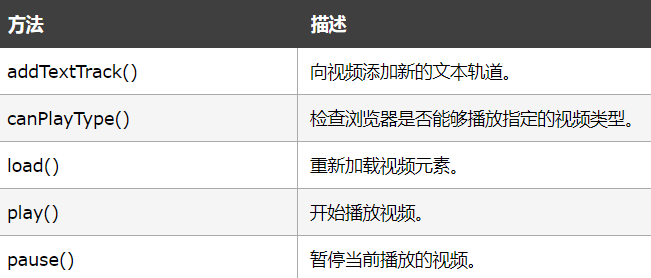 方法 描述
addTextTrack() 向视频添加新的文本轨道。
canPlayType() 检查浏览器是否能够播放指定的视频类型。
load() 重新加载视频元素。
play() 开始播放视频。
pause() 暂停当前播放的视频。